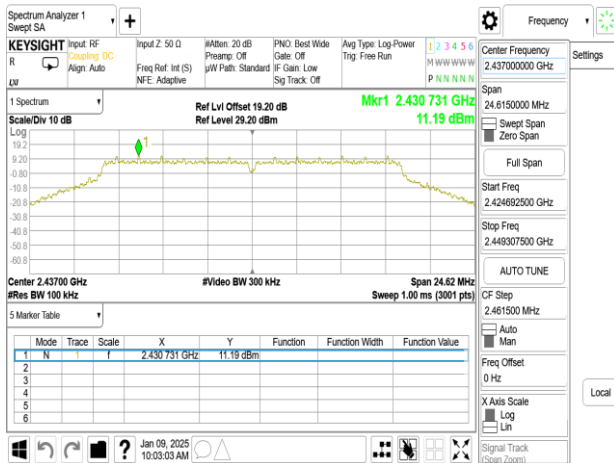 Spectrum Analyzer 1
Swept SA
Frequency
KEYSIGHT
R
LXI
Input: RF
Coupling: DC
Align: Auto
Input Z: 50 Ω
Freq Ref: Int (S)
NFE: Adaptive
#Atten: 20 dB
Preamp: Off
µW Path: Standard
PNO: Best Wide
Gate: Off
IF Gain: Low
Sig Track: Off
Avg Type: Log-Power
Trig: Free Run
1 2 3 4 5 6
M W W W W W
P N N N N N
Center Frequency
2.437000000 GHz
Settings
1 Spectrum
Scale/Div 10 dB
Ref Lvl Offset 19.20 dB
Ref Level 29.20 dBm
Mkr1 2.430 731 GHz
11.19 dBm
Log
19.2
9.20
-0.80
-10.8
-20.8
-30.8
-40.8
-50.8
-60.8
1
Center 2.43700 GHz
#Res BW 100 kHz
#Video BW 300 kHz
Span 24.62 MHz
Sweep 1.00 ms (3001 pts)
Span
24.6150000 MHz
Swept Span
Zero Span
Full Span
Start Freq
2.424692500 GHz
Stop Freq
2.449307500 GHz
AUTO TUNE
CF Step
2.461500 MHz
Auto
Man
Freq Offset
0 Hz
X Axis Scale
Log
Lin
Signal Track
(Span Zoom)
Local
5 Marker Table
Mode Trace Scale X Y Function Function Width Function Value
1 N 1 f 2.430 731 GHz 11.19 dBm
2
3
4
5
6
?
Jan 09, 2025
10:03:03 AM